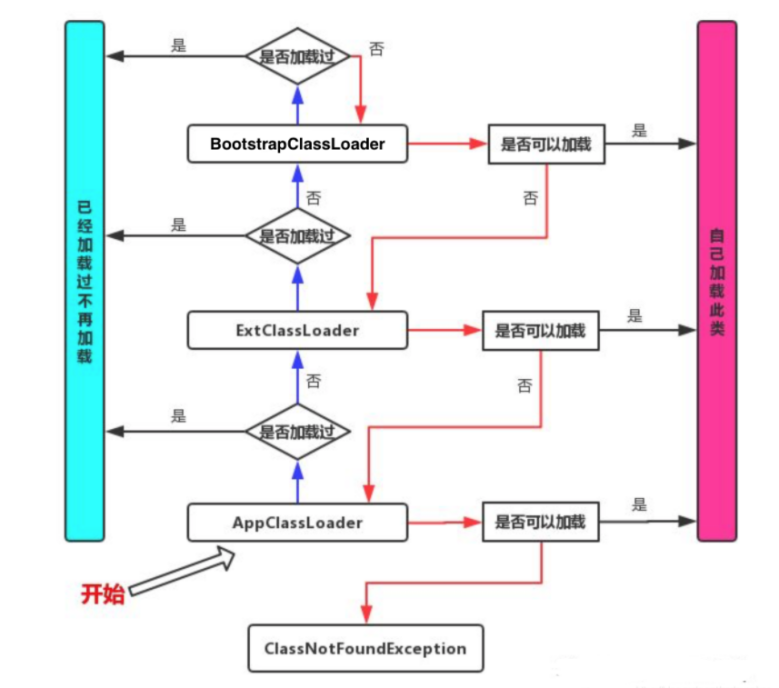 是
是否加载过
否
BootstrapClassLoader
是否可以加载
是
否
否
是
是否加载过
已经加载过不再加载
自己加载此类
ExtClassLoader
是否可以加载
是
否
否
是
是否加载过
AppClassLoader
是否可以加载
是
开始
ClassNotFoundException